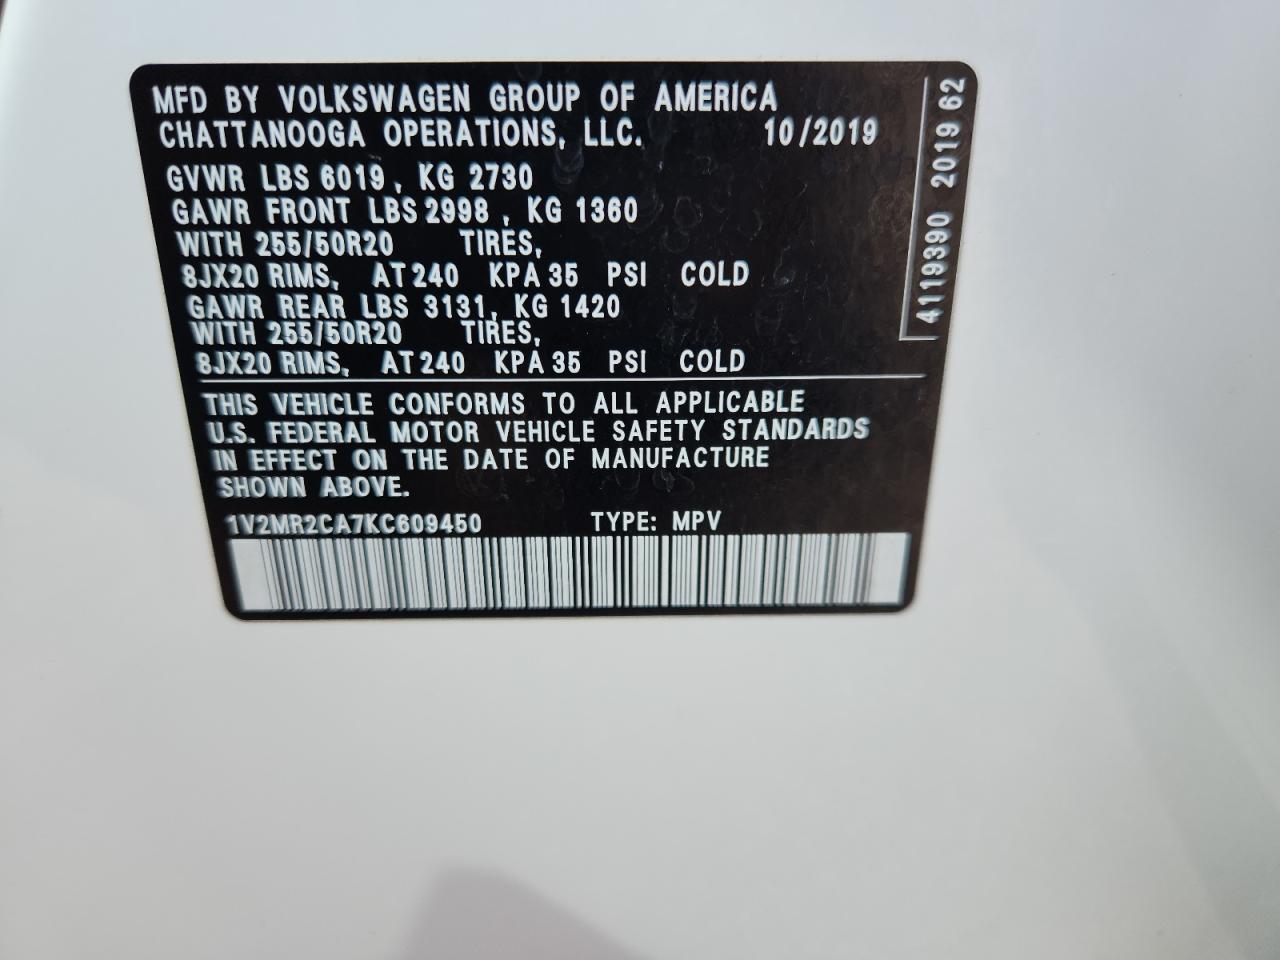 MFD BY VOLKSWAGEN GROUP OF AMERICA
CHATTANOOGA OPERATIONS, LLC. 10/2019
GVWR LBS 6019, KG 2730
GAWR FRONT LBS 2998, KG 1360
WITH 255/50R20 TIRES,
8JX20 RIMS, AT 240 KPA 35 PSI COLD
GAWR REAR LBS 3131, KG 1420
WITH 255/50R20 TIRES,
8JX20 RIMS, AT 240 KPA 35 PSI COLD
THIS VEHICLE CONFORMS TO ALL APPLICABLE
U.S. FEDERAL MOTOR VEHICLE SAFETY STANDARDS
IN EFFECT ON THE DATE OF MANUFACTURE
SHOWN ABOVE.
1V2MR2CA7KC609450 TYPE: MPV
4119390 2019 62